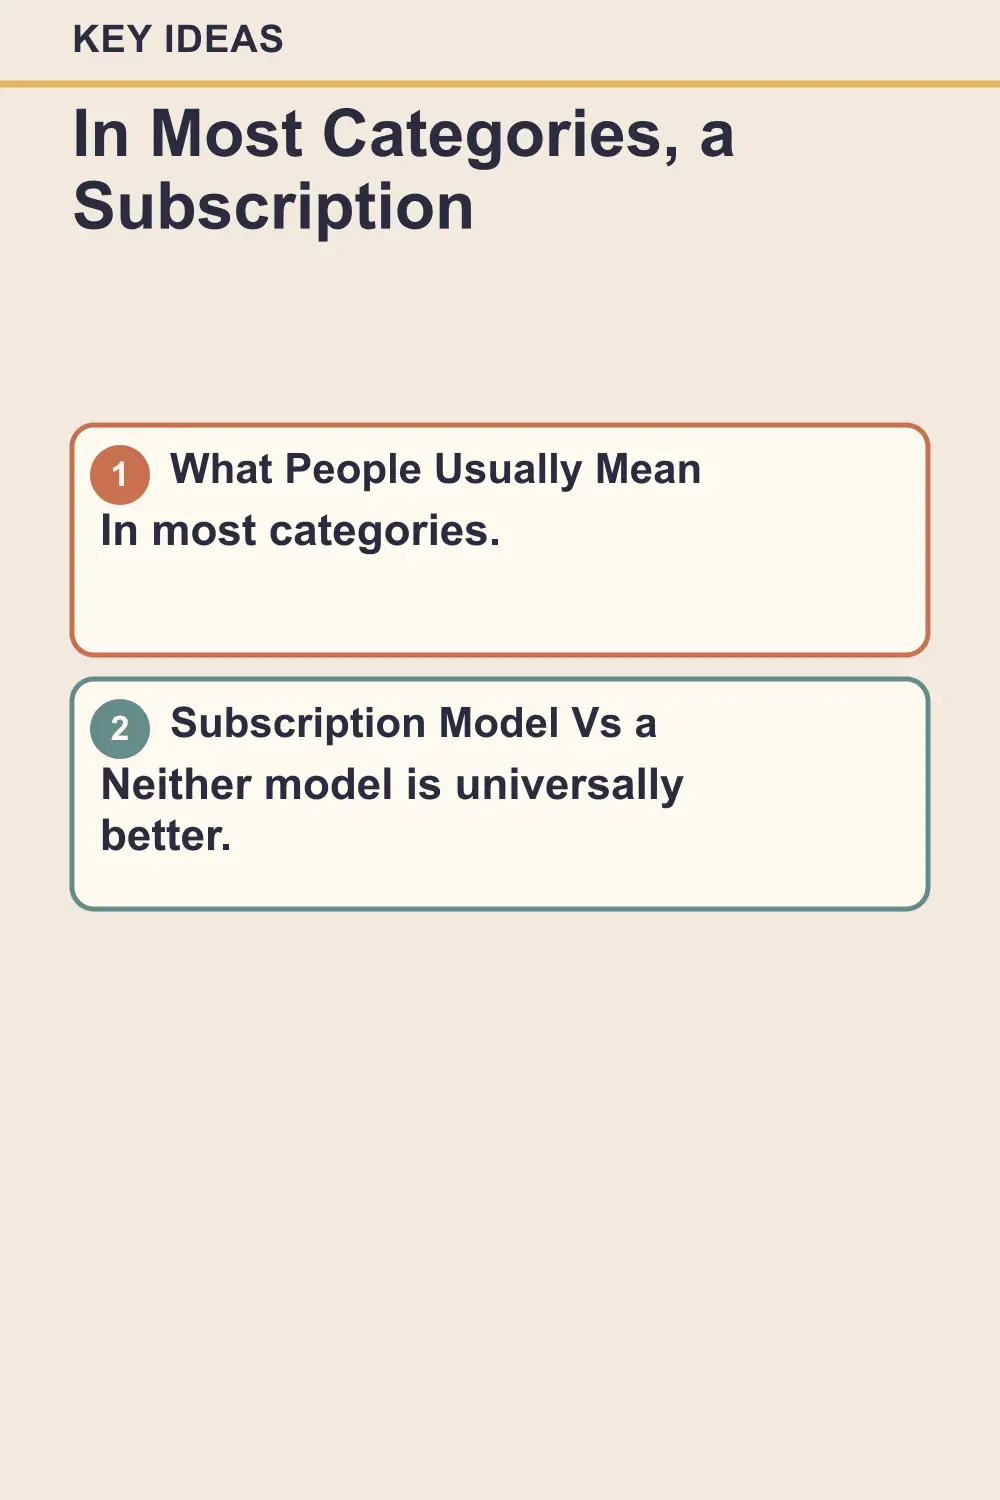 KEY IDEAS
In Most Categories, a
Subscription
1 What People Usually Mean
In most categories.
2 Subscription Model Vs a
Neither model is universally
better.